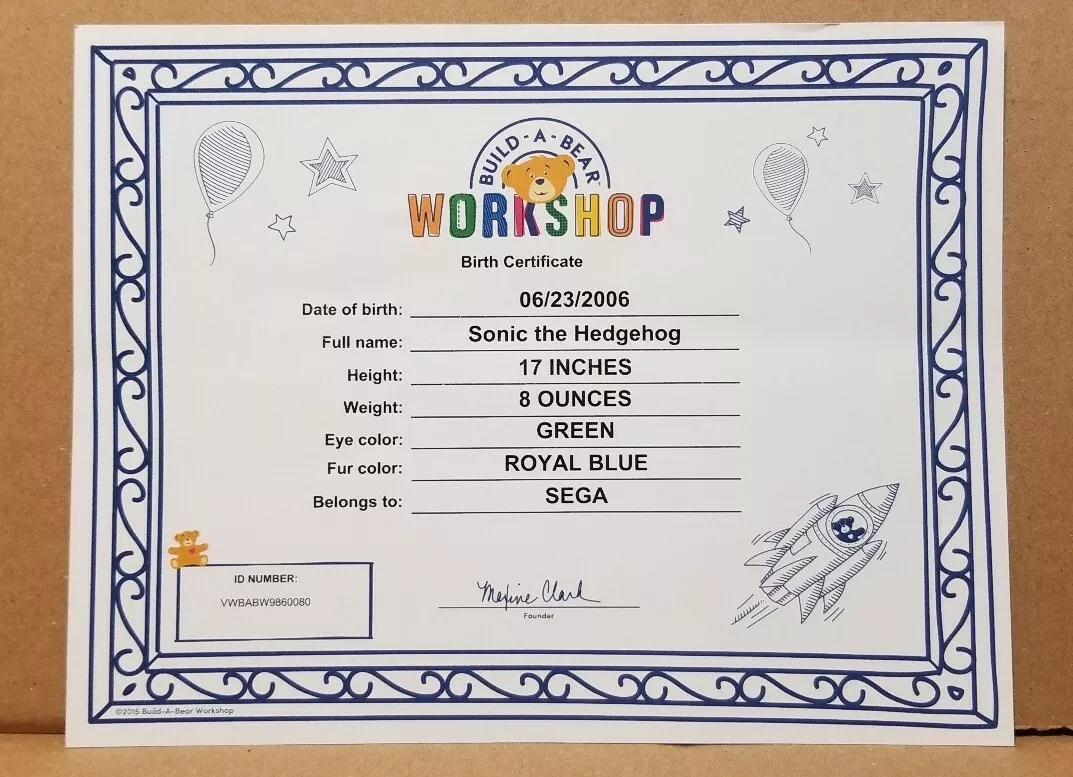 BUILD-A-BEAR
WORKSHOP
Birth Certificate
Date of birth: 06/23/2006
Full name: Sonic the Hedgehog
Height: 17 INCHES
Weight: 8 OUNCES
Eye color: GREEN
Fur color: ROYAL BLUE
Belongs to: SEGA
ID NUMBER:
VWBABW9860080
Maxine Clark
Founder
©2015 Build-A-Bear Workshop